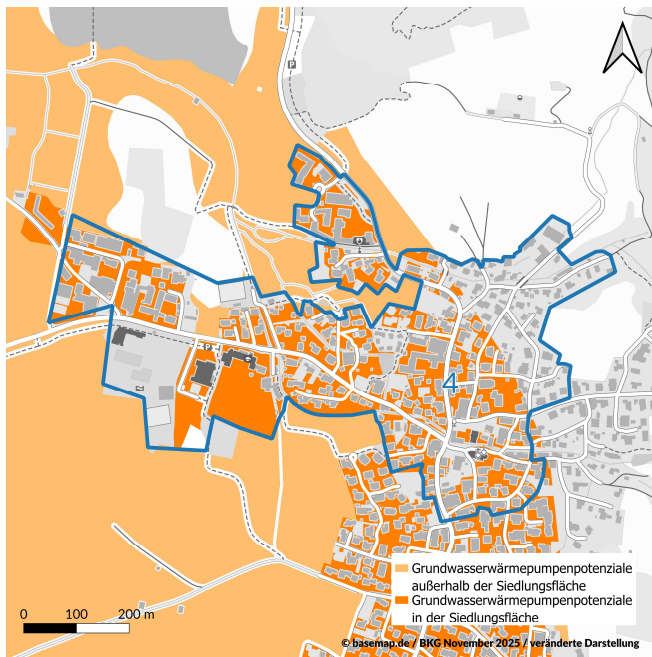 P
4
Grundwasserwärmepumpenpotenziale
außerhalb der Siedlungsfläche
Grundwasserwärmepumpenpotenziale
in der Siedlungsfläche
0 100 200 m
© basemap.de / BKG November 2025 / veränderte Darstellung